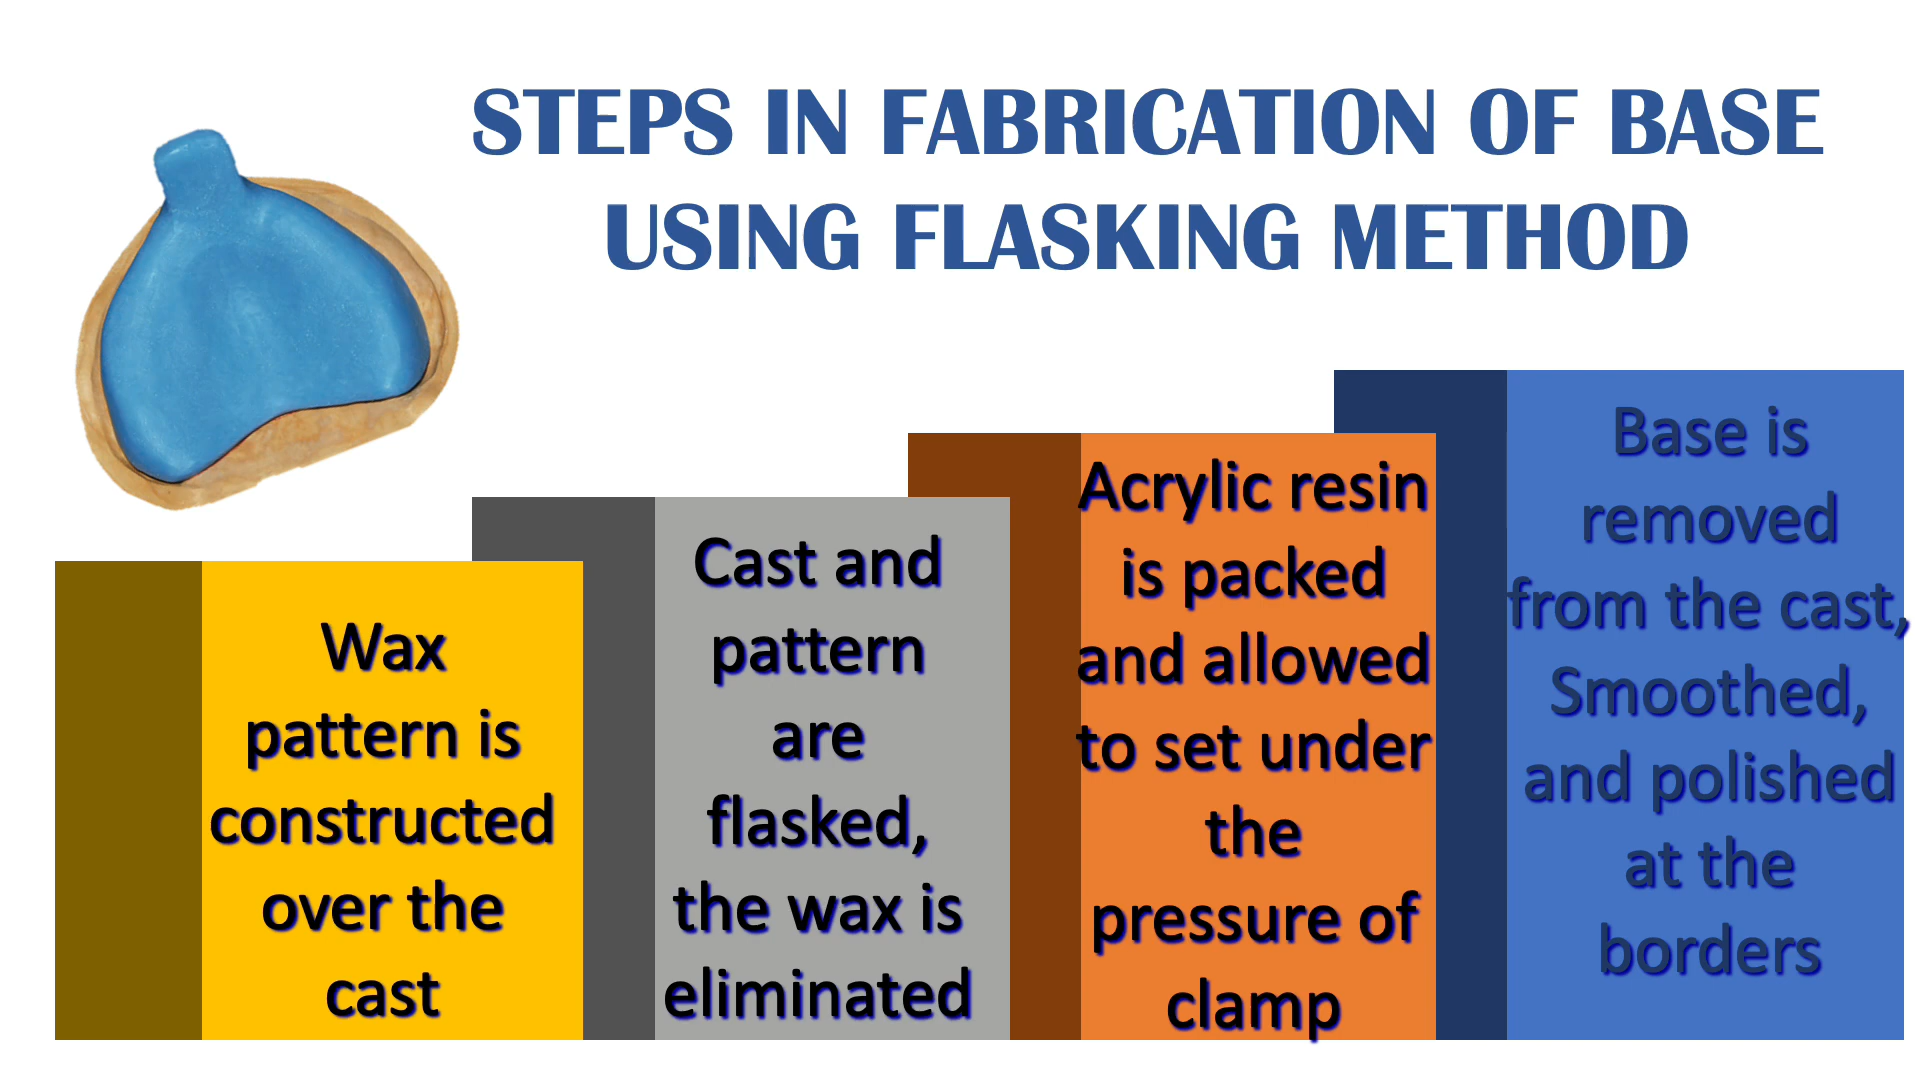 STEPS IN FABRICATION OF BASE
USING FLASKING METHOD
Wax
pattern is
constructed
over the
cast
Cast and
pattern
are
flasked,
the wax is
eliminated
Acrylic resin
is packed
and allowed
to set under
the
pressure of
clamp
Base is
removed
from the cast,
Smoothed,
and polished
at the
borders